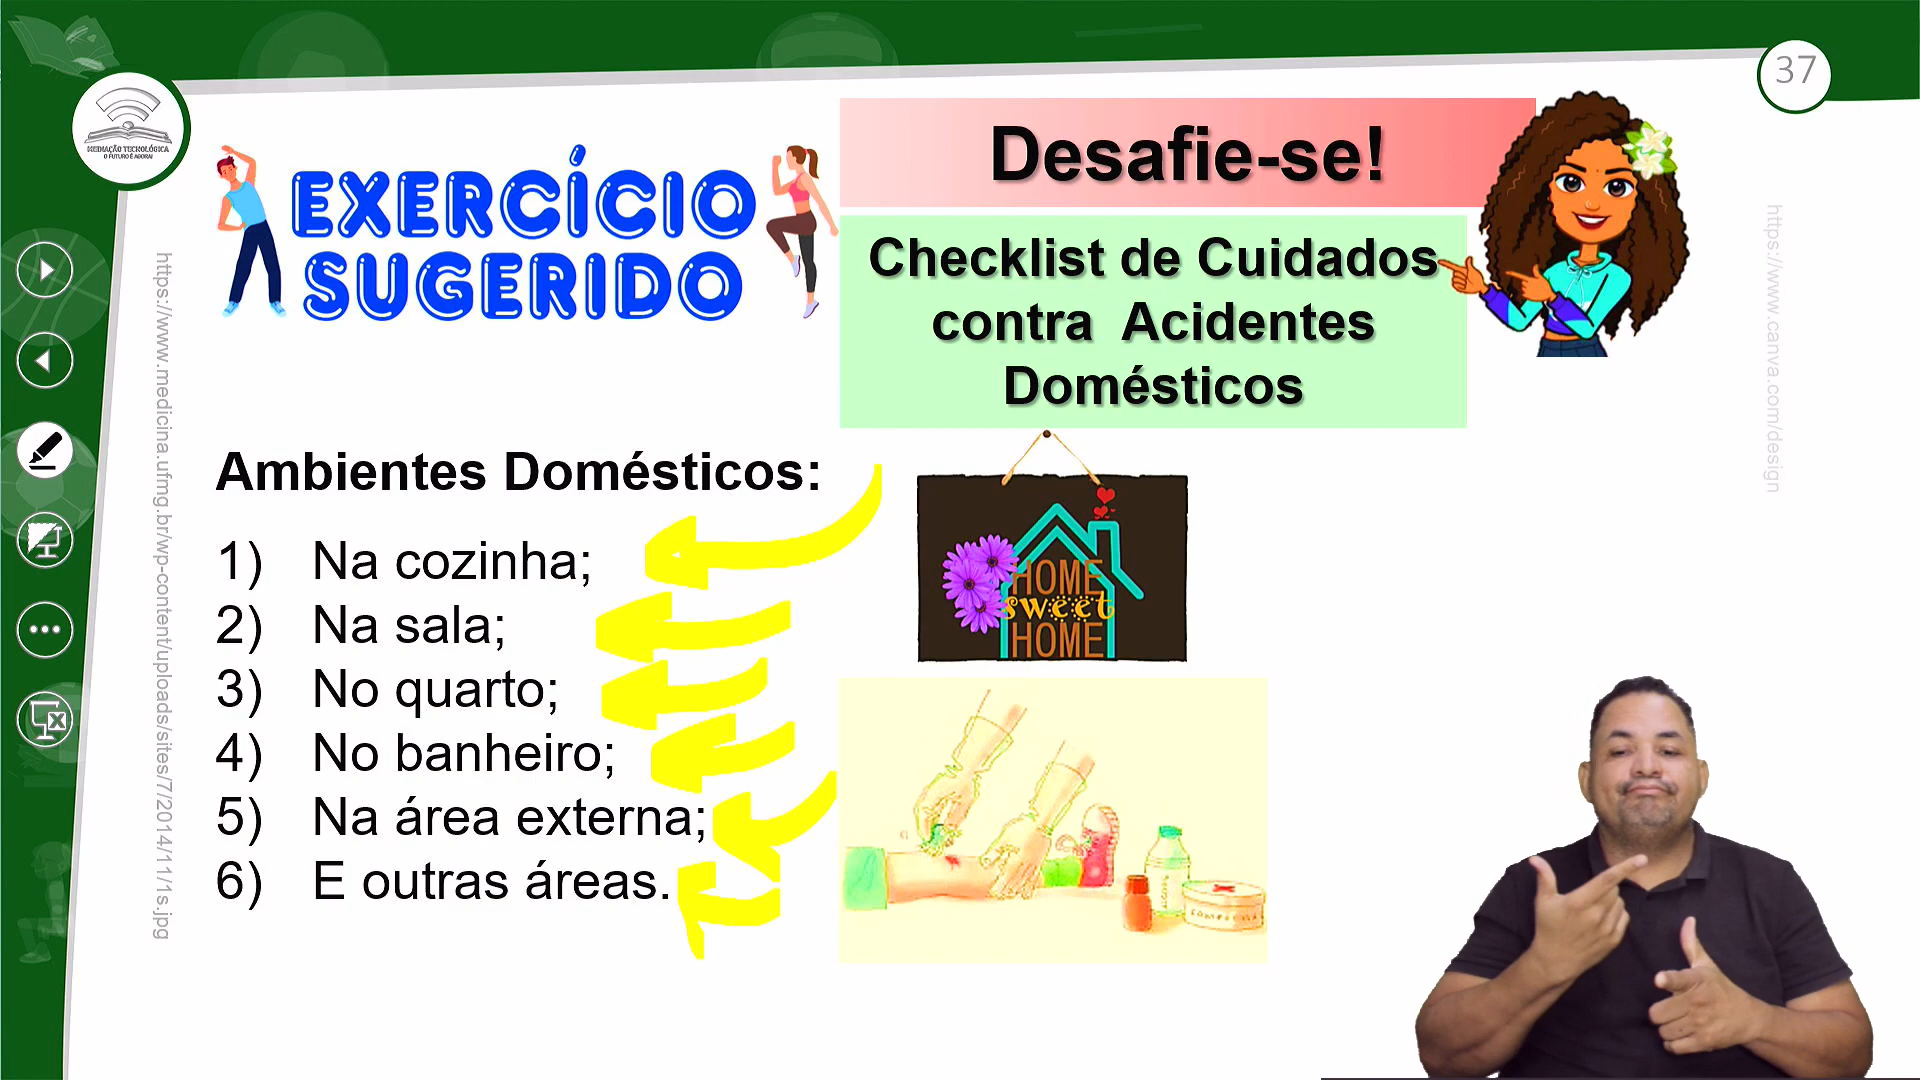 37
MEDIAÇÃO TECNOLÓGICA
O FUTURO É AGORA!
EXERCÍCIO
SUGERIDO
Desafie-se!
Checklist de Cuidados
contra Acidentes
Domésticos
https://www.medicina.ufmg.br/wp-content/uploads/sites/7/2014/11/1s.jpg
https://www.canva.com/design
Ambientes Domésticos:
1) Na cozinha;
2) Na sala;
3) No quarto;
4) No banheiro;
5) Na área externa;
6) E outras áreas.
HOME
sweet
HOME